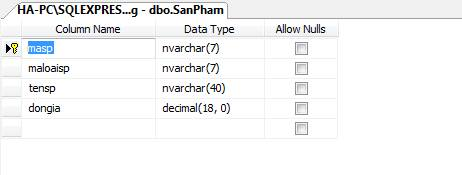 HA-PC\SQLEXPRES...g - dbo.SanPham
Column Name Data Type Allow Nulls
masp nvarchar(7)
maloaisp nvarchar(7)
tensp nvarchar(40)
dongia decimal(18, 0)